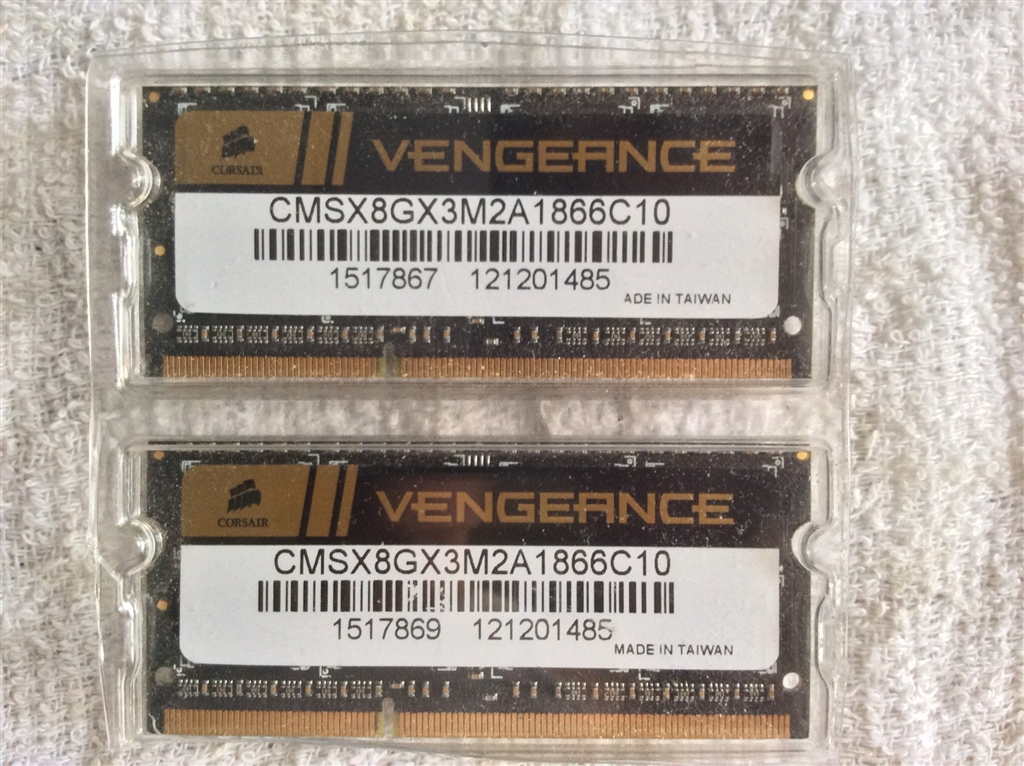 CORSAIR VENGEANCE
CMSX8GX3M2A1866C10
1517867 121201485
ADE IN TAIWAN
CORSAIR VENGEANCE
CMSX8GX3M2A1866C10
1517869 121201485
MADE IN TAIWAN